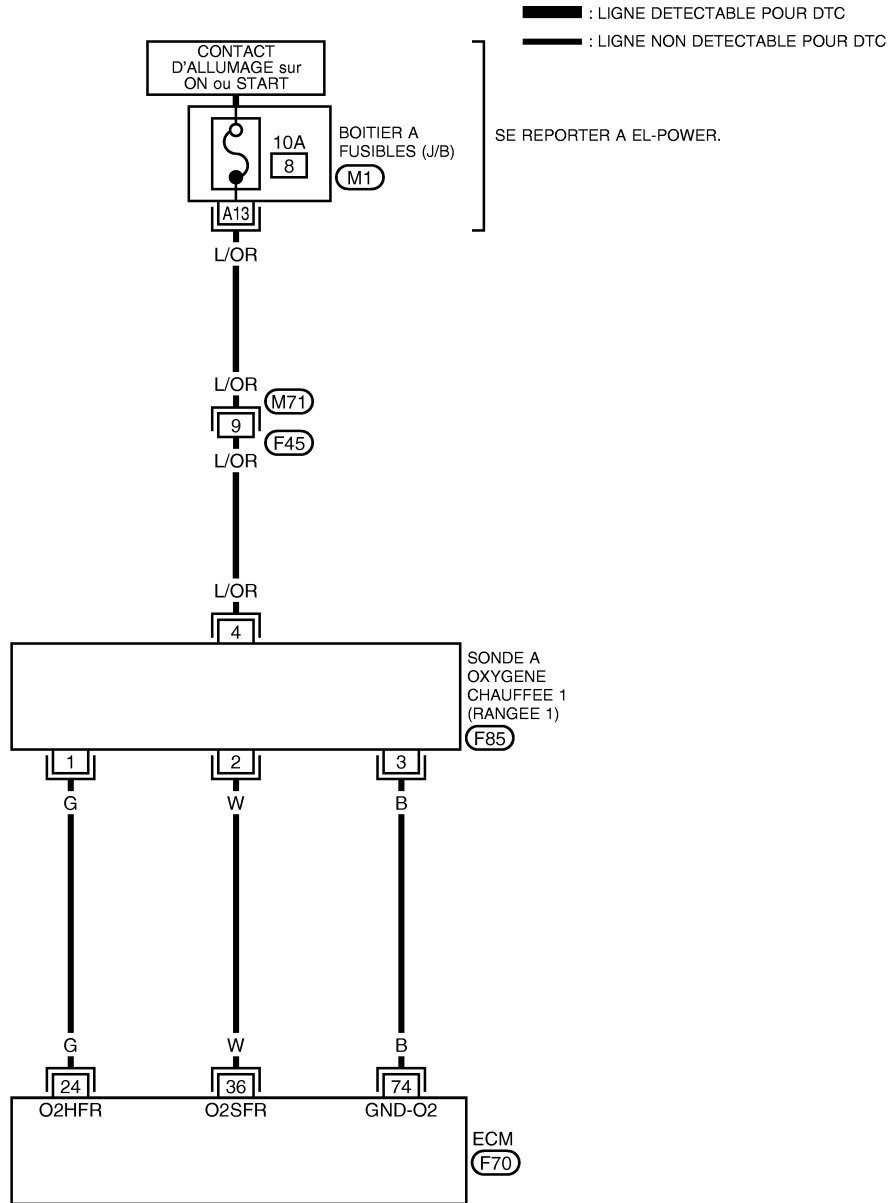 : LIGNE DETECTABLE POUR DTC
: LIGNE NON DETECTABLE POUR DTC
CONTACT
D'ALLUMAGE sur
ON ou START
10A
8
BOITIER A
FUSIBLES (J/B)
M1
SE REPORTER A EL-POWER.
A13
L/OR
L/OR
M71
9
F45
L/OR
L/OR
4
SONDE A
OXYGENE
CHAUFFEE 1
(RANGEE 1)
F85
1 2 3
G W B
G W B
24 36 74
O2HFR O2SFR GND-O2
ECM
F70